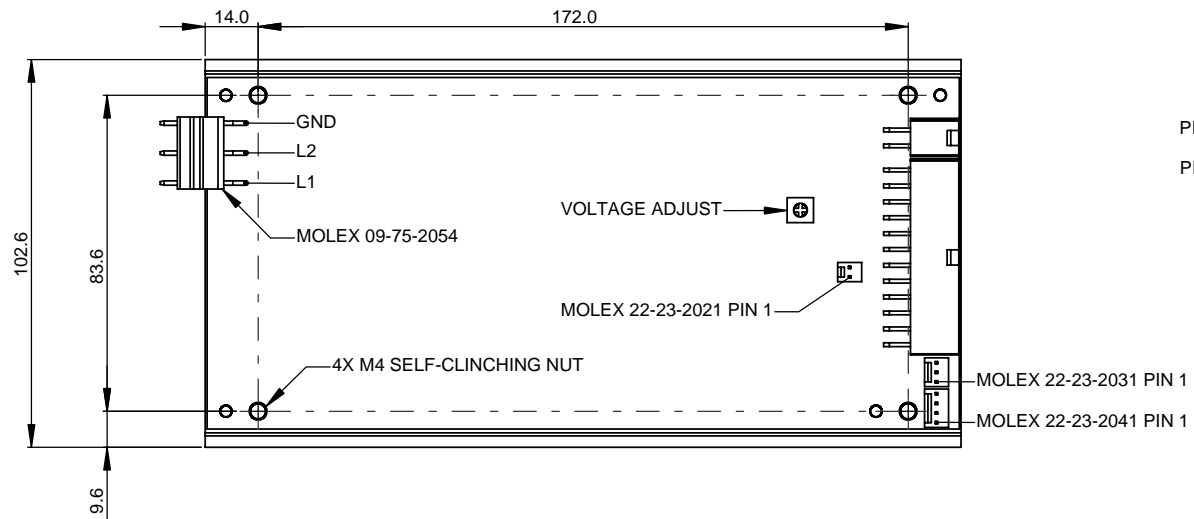 14.0
172.0
GND
L2
L1
MOLEX 09-75-2054
102.6
83.6
VOLTAGE ADJUST
MOLEX 22-23-2021 PIN 1
4X M4 SELF-CLINCHING NUT
MOLEX 22-23-2031 PIN 1
MOLEX 22-23-2041 PIN 1
9.6